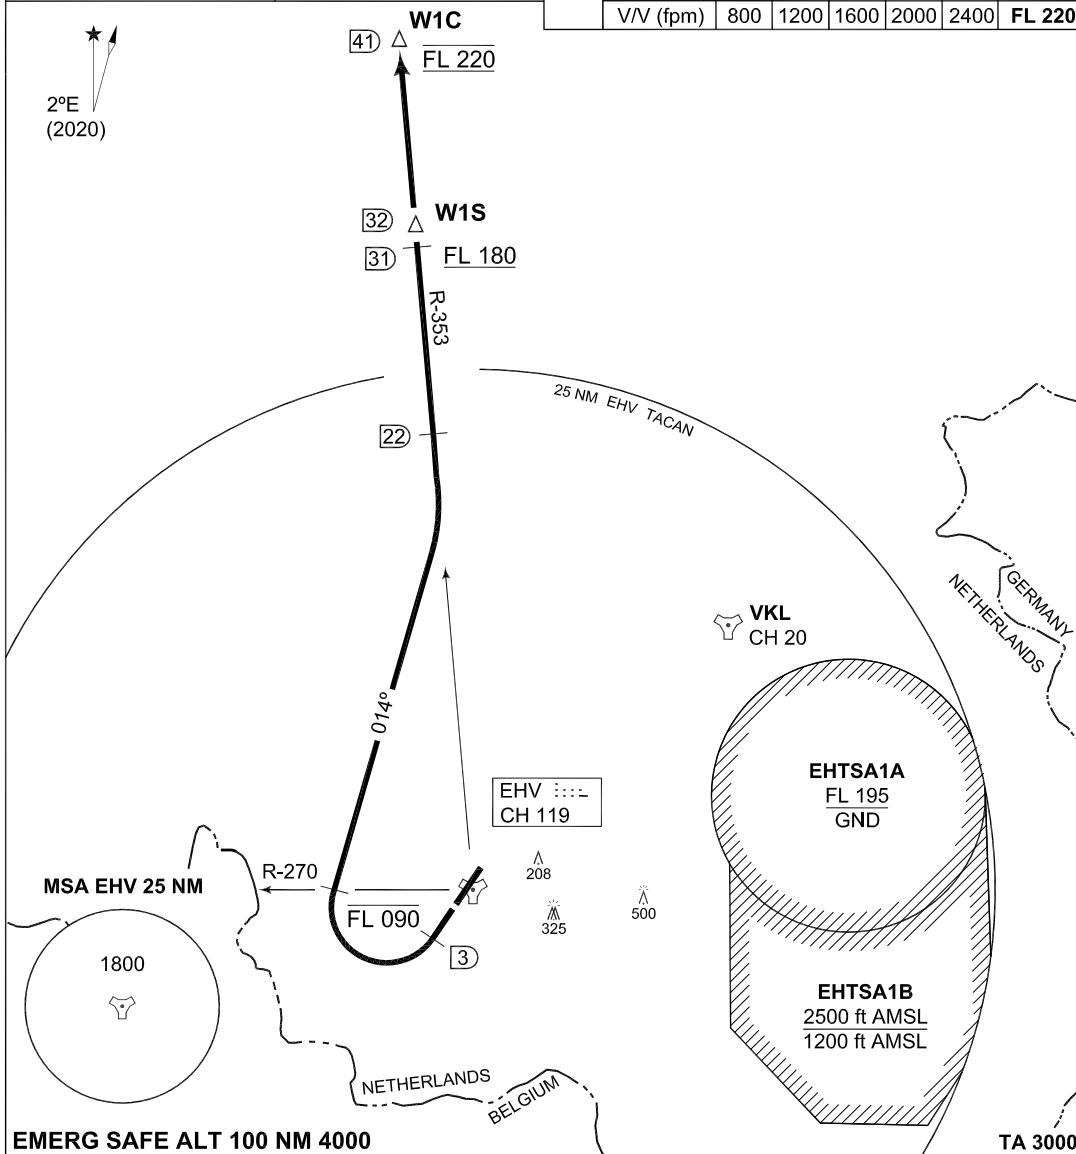 V/V (fpm) 800 1200 1600 2000 2400 FL 220
W1C
41
FL 220
2ºE
(2020)
32
W1S
31
FL 180
R-353
25 NM EHV TACAN
22
GERMANY
NETHERLANDS
VKL
CH 20
014º
EHV
CH 119
EHTSA1A
FL 195
GND
R-270
208
MSA EHV 25 NM
FL 090
500
325
3
1800
EHTSA1B
2500 ft AMSL
1200 ft AMSL
NETHERLANDS
BELGIUM
EMERG SAFE ALT 100 NM 4000
TA 3000